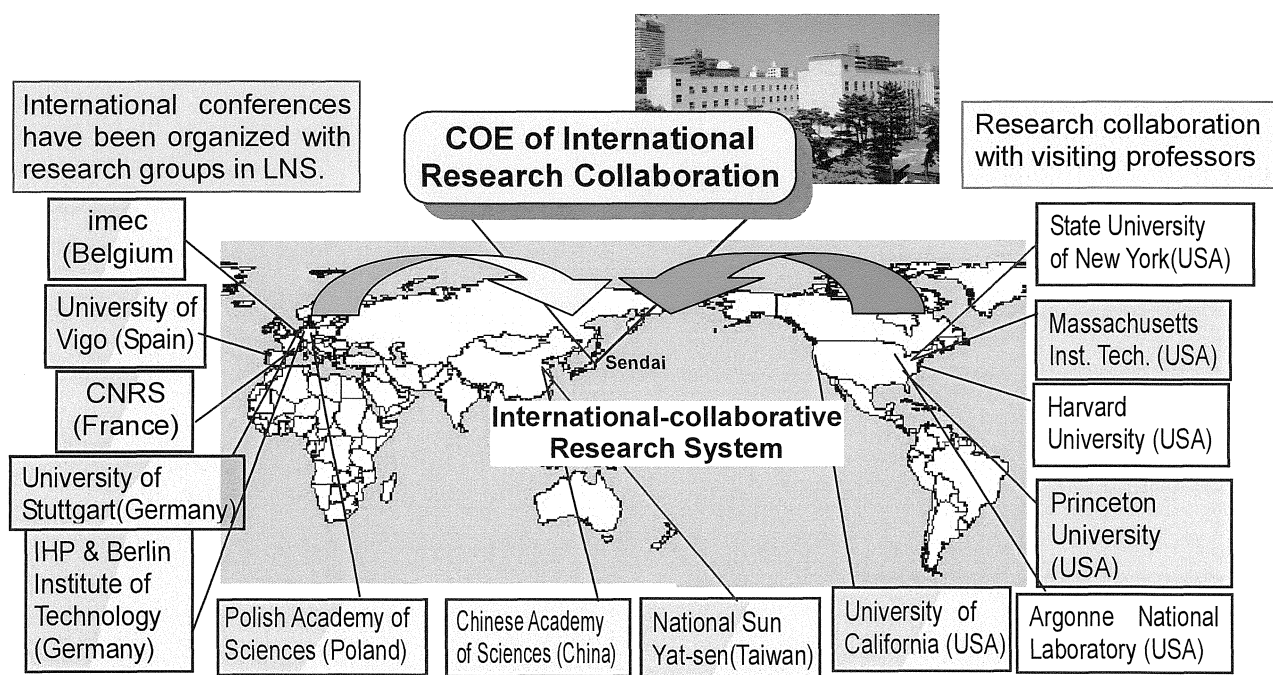 International conferences
have been organized with
research groups in LNS.
COE of International
Research Collaboration
Research collaboration
with visiting professors
imec
(Belgium
University of
Vigo (Spain)
CNRS
(France)
University of
Stuttgart(Germany)
IHP & Berlin
Institute of
Technology
(Germany)
Polish Academy of
Sciences (Poland)
Chinese Academy
of Sciences (China)
National Sun
Yat-sen(Taiwan)
University of
California (USA)
Sendai
International-collaborative
Research System
State University
of New York(USA)
Massachusetts
Inst. Tech. (USA)
Harvard
University (USA)
Princeton
University
(USA)
Argonne National
Laboratory (USA)